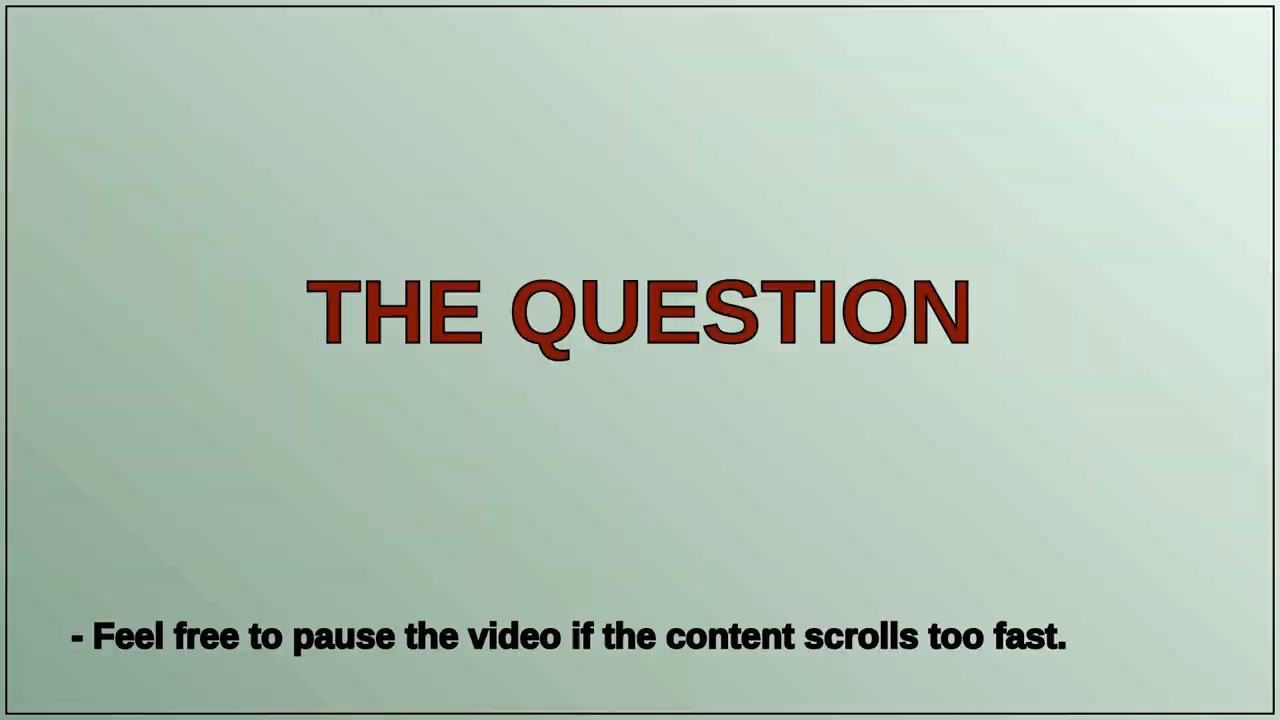 THE QUESTION
- Feel free to pause the video if the content scrolls too fast.